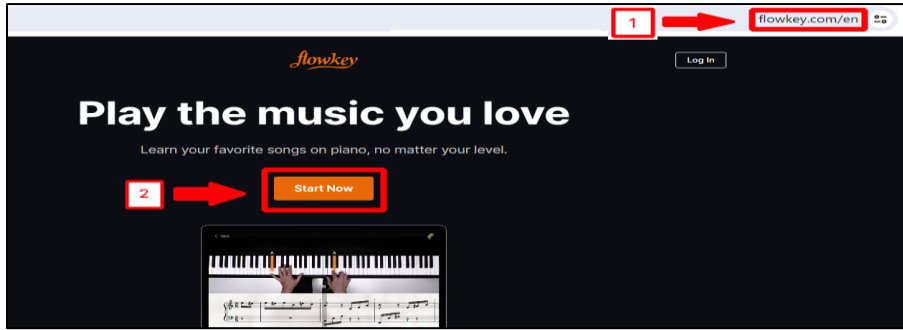 1
flowkey.com/en
flowkey
Log In
Play the music you love
Learn your favorite songs on piano, no matter your level.
2
Start Now